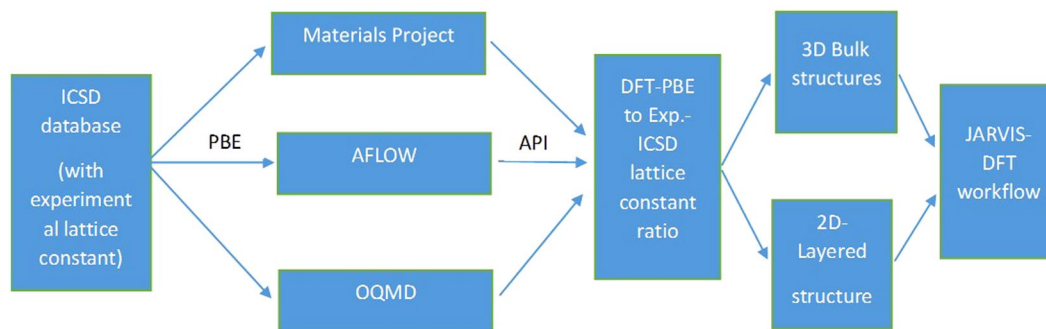 ICSD
database
(with
experiment
al lattice
constant)
PBE
Materials Project
AFLOW
OQMD
API
DFT-PBE
to Exp.-
ICSD
lattice
constant
ratio
3D Bulk
structures
2D-
Layered
structure
JARVIS-
DFT
workflow